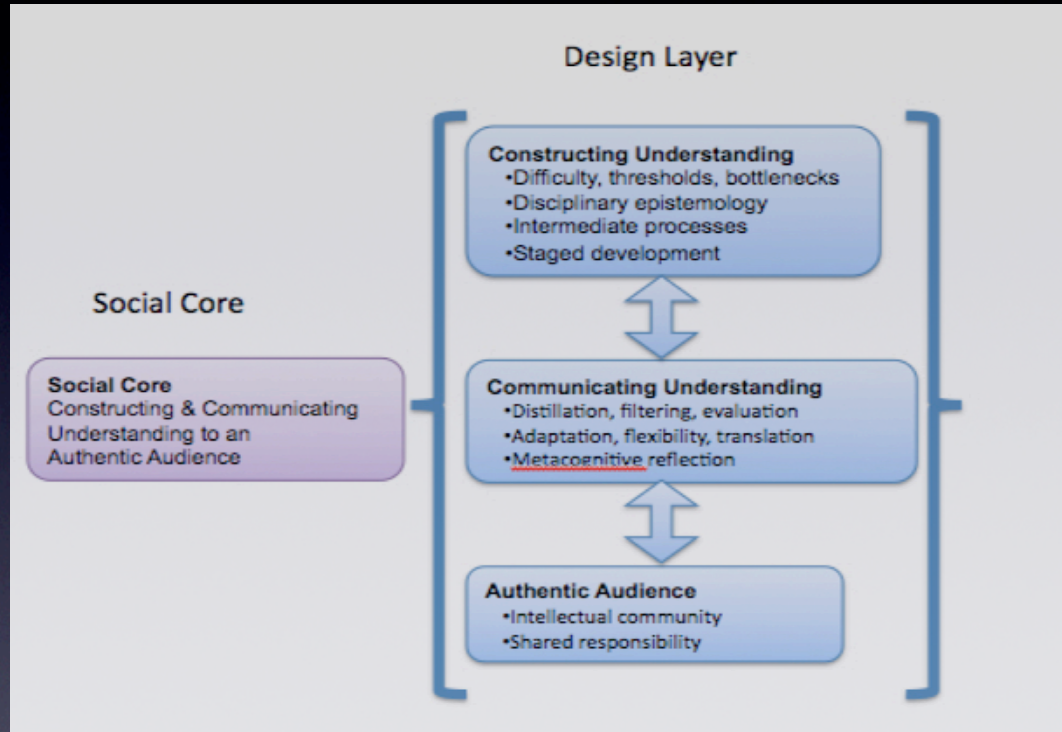 Design Layer
Constructing Understanding
•Difficulty, thresholds, bottlenecks
•Disciplinary epistemology
•Intermediate processes
•Staged development
Social Core
Social Core
Constructing & Communicating
Understanding to an
Authentic Audience
Communicating Understanding
•Distillation, filtering, evaluation
•Adaptation, flexibility, translation
•Metacognitive reflection
Authentic Audience
•Intellectual community
•Shared responsibility